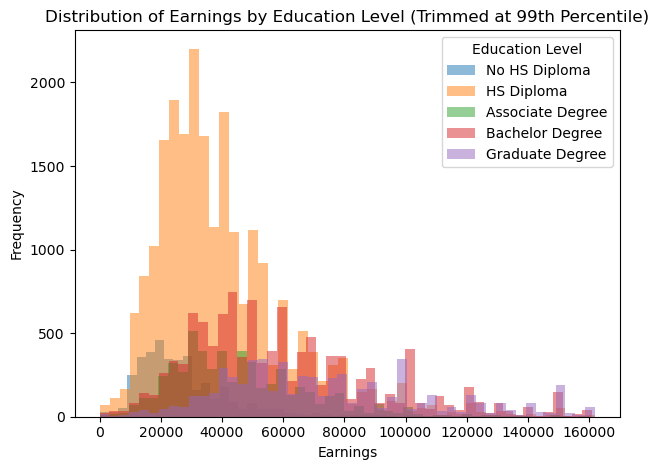 Distribution of Earnings by Education Level (Trimmed at 99th Percentile)
Education Level
No HS Diploma
HS Diploma
Associate Degree
Bachelor Degree
Graduate Degree
Frequency
2000
1500
1000
500
0
0 20000 40000 60000 80000 100000 120000 140000 160000
Earnings